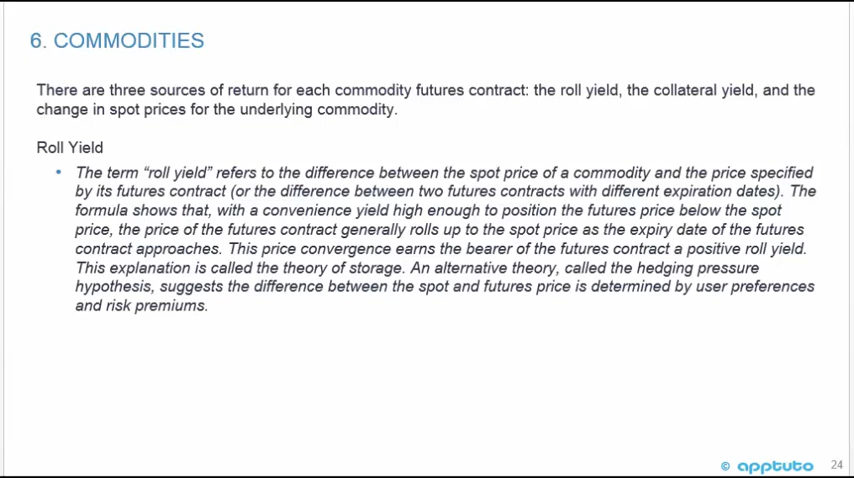 6. COMMODITIES
There are three sources of return for each commodity futures contract: the roll yield, the collateral yield, and the
change in spot prices for the underlying commodity.
Roll Yield
• The term “roll yield” refers to the difference between the spot price of a commodity and the price specified
by its futures contract (or the difference between two futures contracts with different expiration dates). The
formula shows that, with a convenience yield high enough to position the futures price below the spot
price, the price of the futures contract generally rolls up to the spot price as the expiry date of the futures
contract approaches. This price convergence earns the bearer of the futures contract a positive roll yield.
This explanation is called the theory of storage. An alternative theory, called the hedging pressure
hypothesis, suggests the difference between the spot and futures price is determined by user preferences
and risk premiums.
© apptuto 24